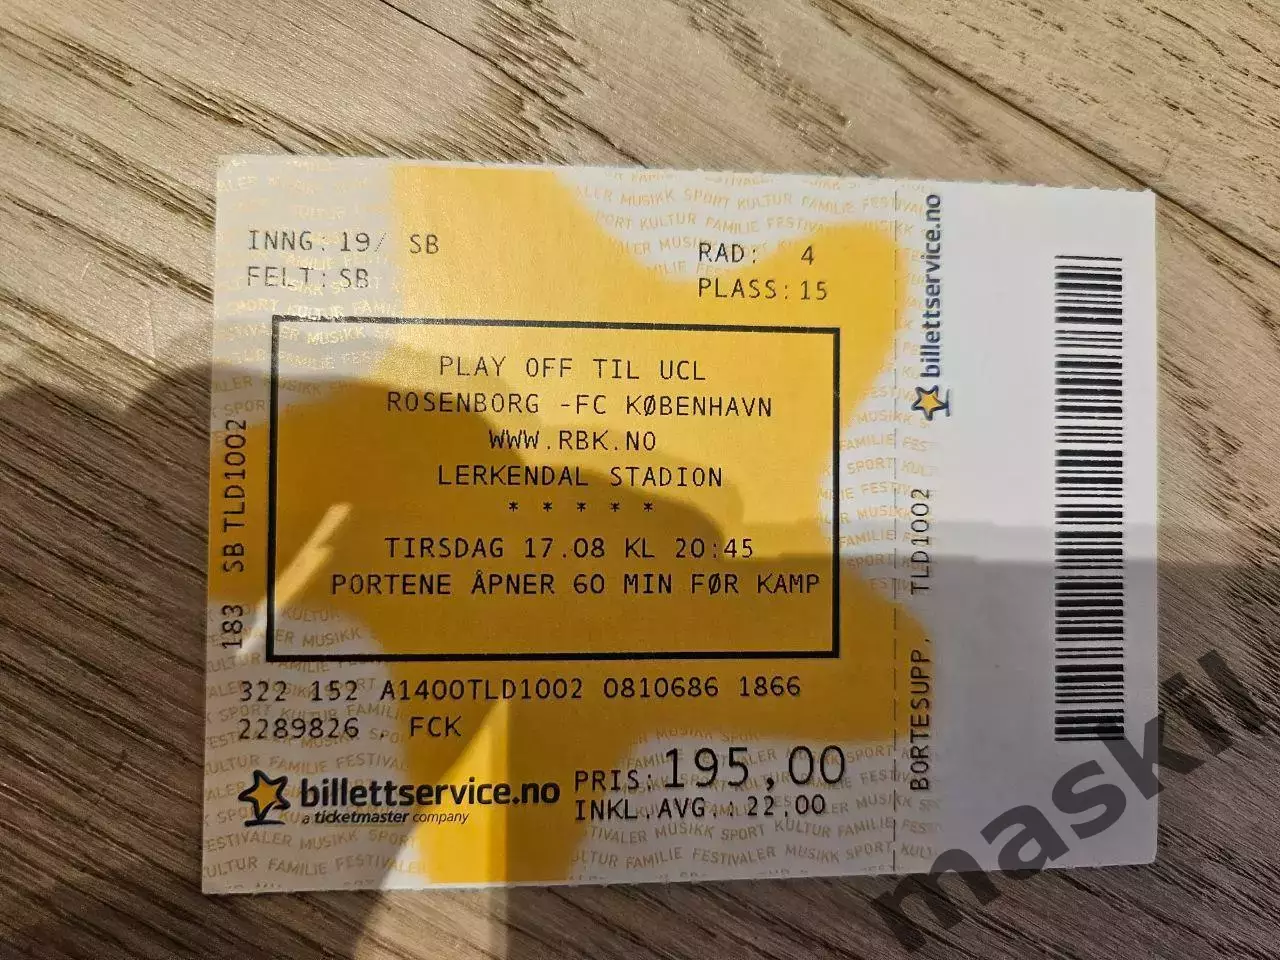 INNG: 19/ SB
FELT: SB
RAD: 4
PLASS: 15
PLAY OFF TIL UCL
ROSENBORG -FC KØBENHAVN
WWW.RBK.NO
LERKENDAL STADION
* * * * *
TIRSDAG 17.08 KL 20:45
PORTENE ÅPNER 60 MIN FØR KAMP
322 152 A1400TLD1002 0810686 1866
2289826 , FCK
billettservice.no
a ticketmaster company
PRIS: 195,00
INKL.AVG.: 22,00
183 SB TLD1002
billettservice.no
BORTESUPP, TLD1002
maskil